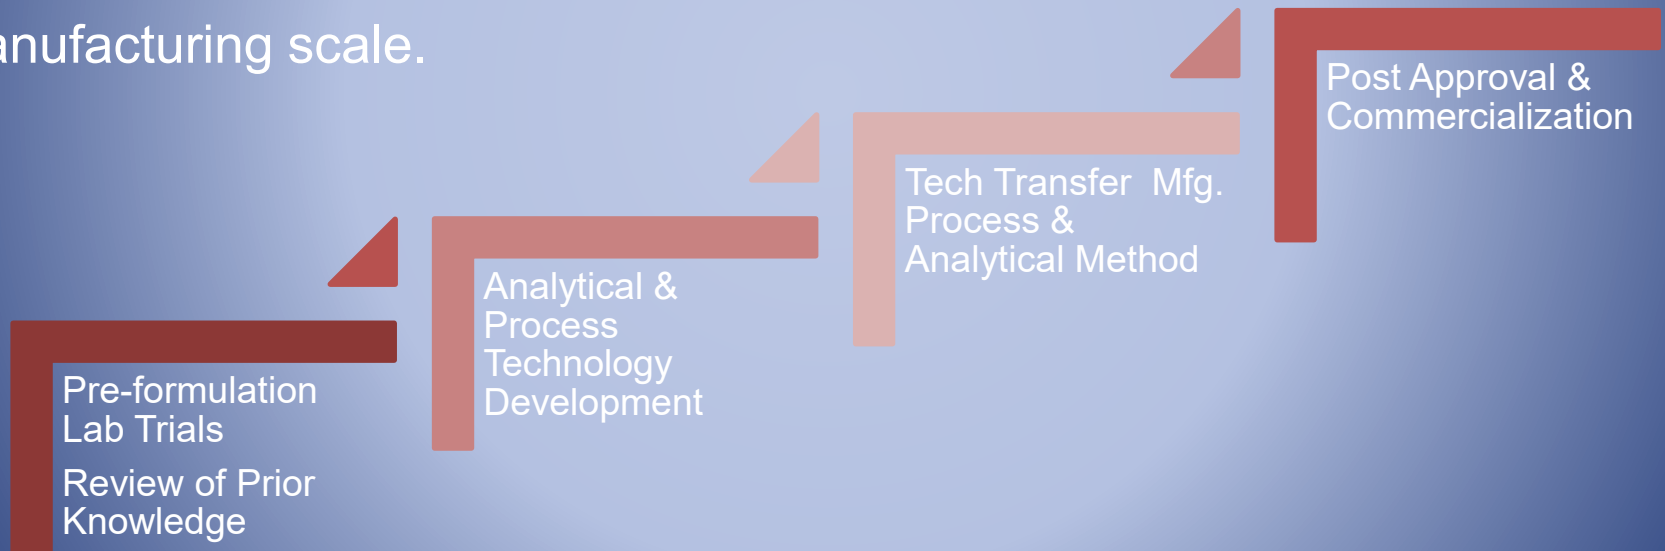 anufacturing scale.
Post Approval &
Commercialization
Tech Transfer  Mfg.
Process &
Analytical Method
Analytical &
Process
Technology
Development
Pre-formulation
Lab Trials
Review of Prior
Knowledge